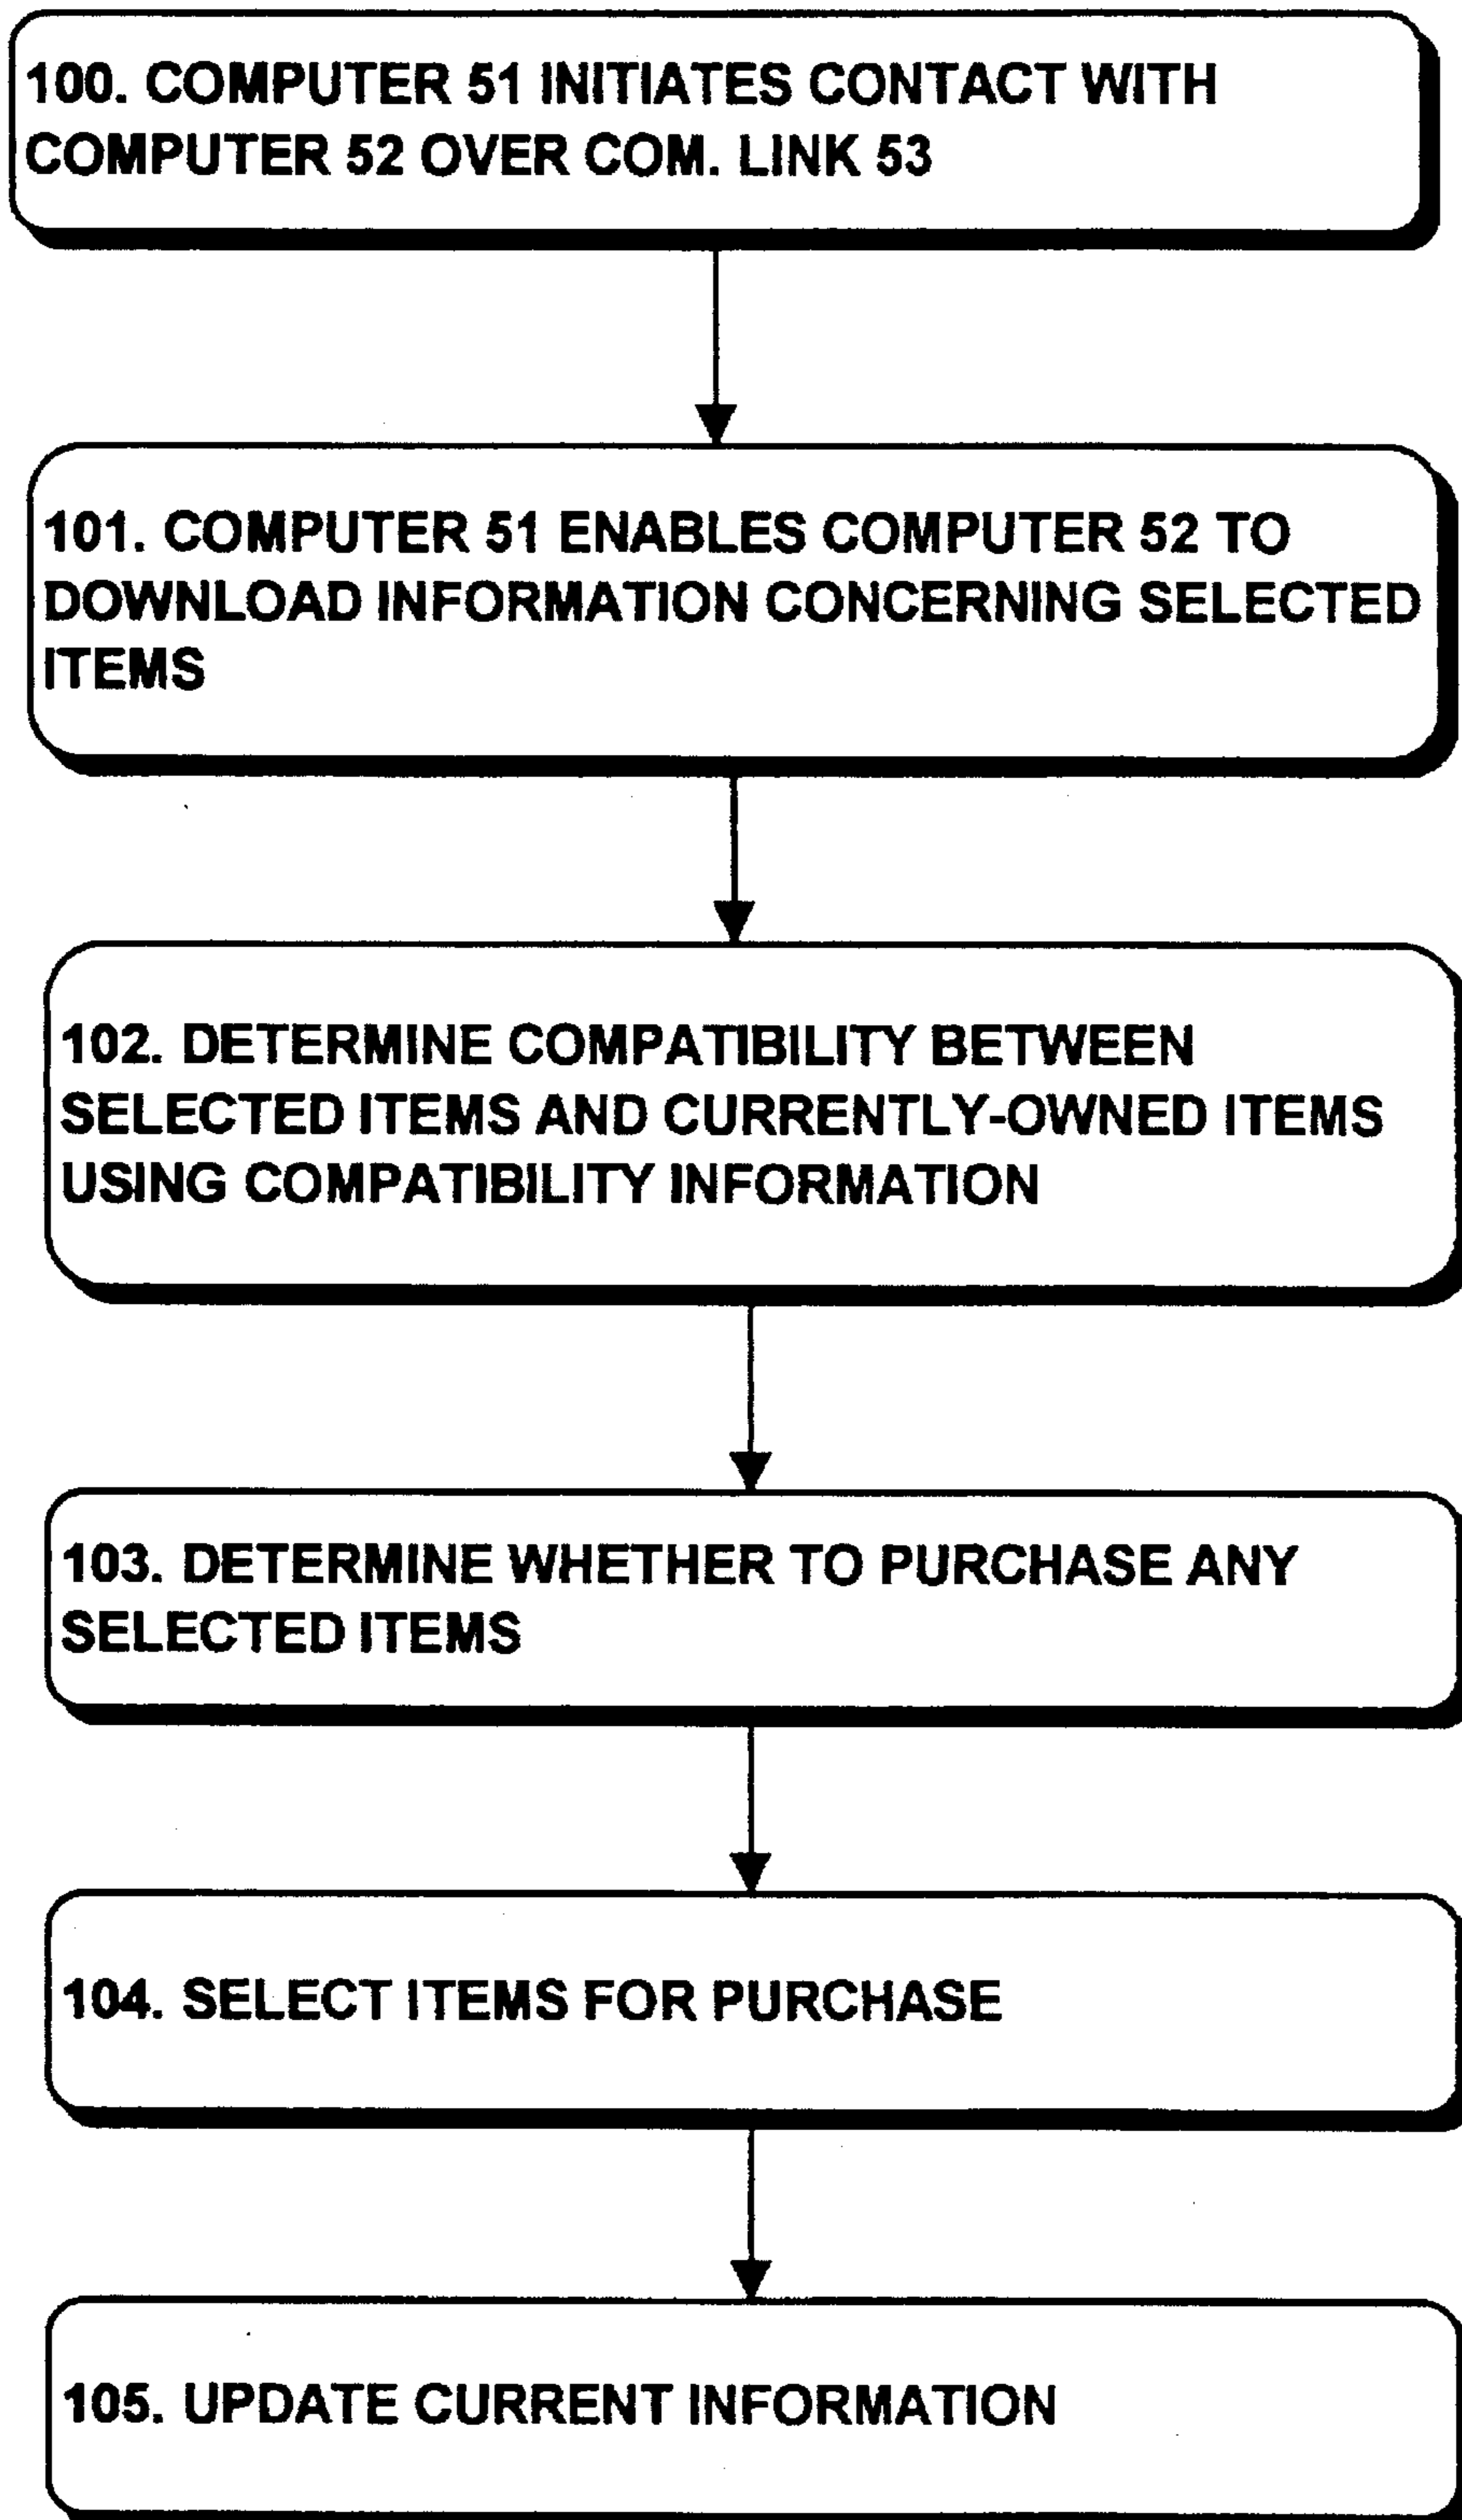 100. COMPUTER 51 INITIATES CONTACT WITH
COMPUTER 52 OVER COM. LINK 53
101. COMPUTER 51 ENABLES COMPUTER 52 TO
DOWNLOAD INFORMATION CONCERNING SELECTED
ITEMS
102. DETERMINE COMPATIBILITY BETWEEN
SELECTED ITEMS AND CURRENTLY-OWNED ITEMS
USING COMPATIBILITY INFORMATION
103. DETERMINE WHETHER TO PURCHASE ANY
SELECTED ITEMS
104. SELECT ITEMS FOR PURCHASE
105. UPDATE CURRENT INFORMATION